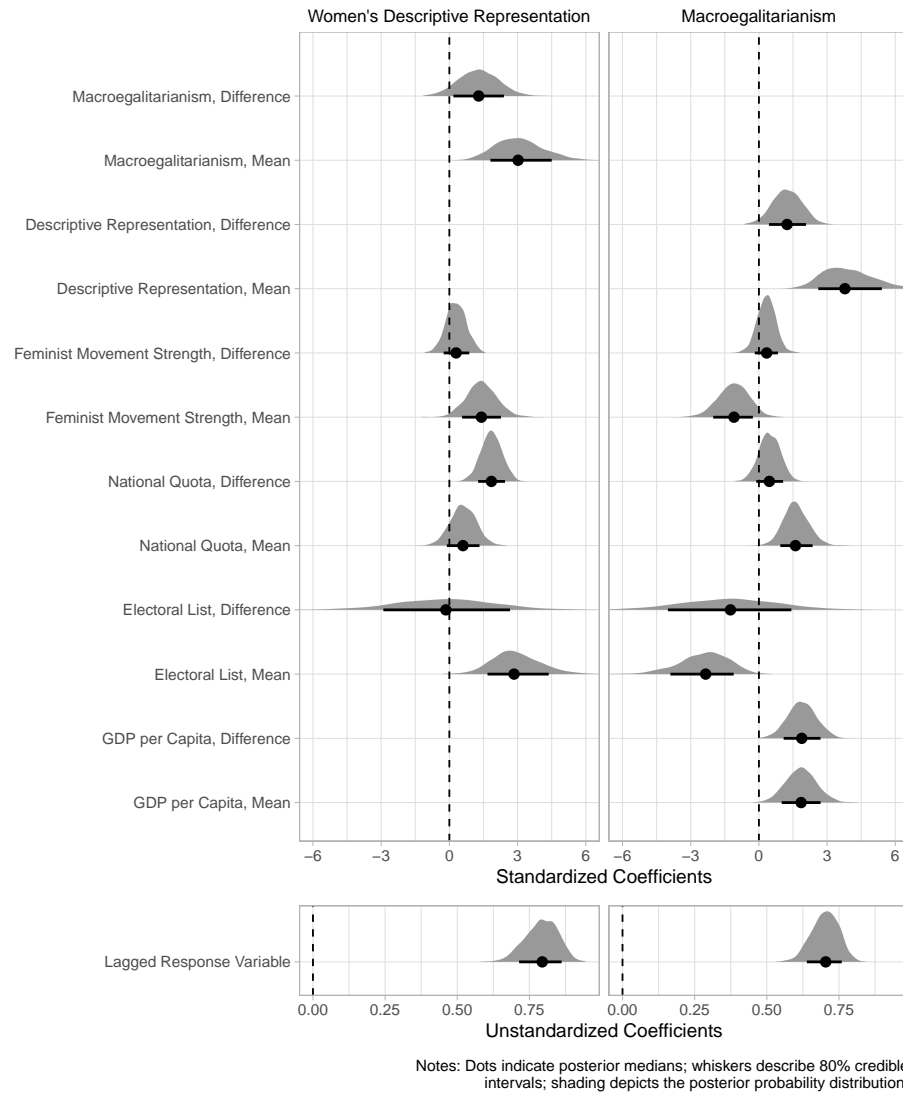 Women's Descriptive Representation
Macroegalitarianism
Macroegalitarianism, Difference
Macroegalitarianism, Mean
Descriptive Representation, Difference
Descriptive Representation, Mean
Feminist Movement Strength, Difference
Feminist Movement Strength, Mean
National Quota, Difference
National Quota, Mean
Electoral List, Difference
Electoral List, Mean
GDP per Capita, Difference
GDP per Capita, Mean
−6 −3 0 3 6 −6 −3 0 3 6
Standardized Coefficients
Lagged Response Variable
0.00 0.25 0.50 0.75 0.00 0.25 0.50 0.75
Unstandardized Coefficients
Notes: Dots indicate posterior medians; whiskers describe 80% credible
intervals; shading depicts the posterior probability distribution